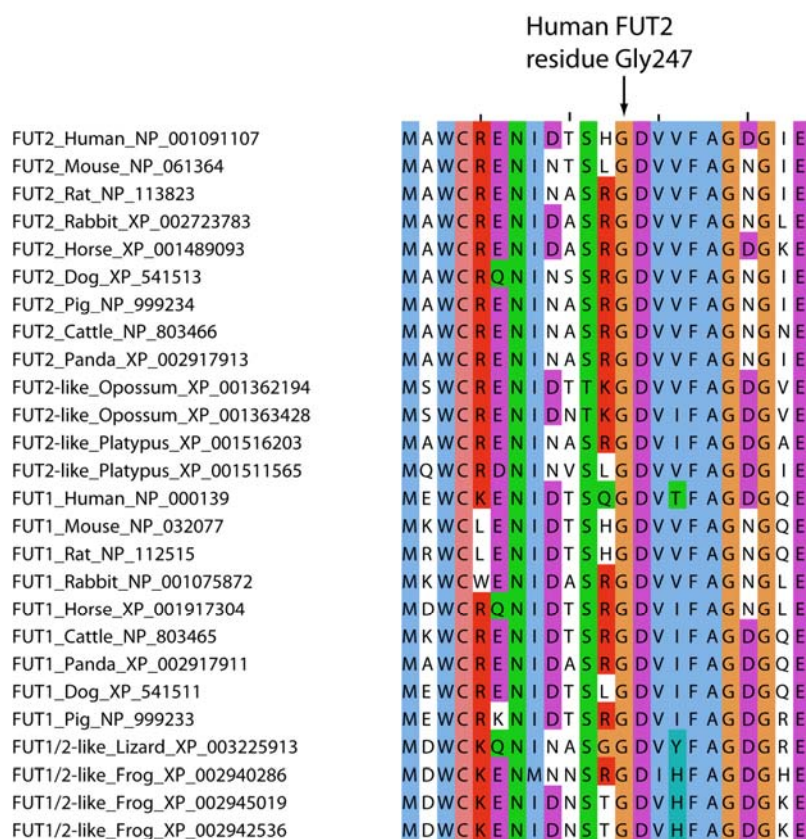 Human FUT2
residue Gly247
FUT2_Human_NP_001091107 MAWCRENIDTSHGDVVFAGDGIE
FUT2_Mouse_NP_061364 MAWCRENINTSLGDVVFAGNGIE
FUT2_Rat_NP_113823 MAWCRENINASRGDVVFAGNGIE
FUT2_Rabbit_XP_002723783 MAWCRENIDASRGDVVFAGNGLE
FUT2_Horse_XP_001489093 MAWCRENIDASRGDVVFAGDGKE
FUT2_Dog_XP_541513 MAWCRQNINSSRGDVVFAGNGIE
FUT2_Pig_NP_999234 MAWCRENINASRGDVVFAGNGIE
FUT2_Cattle_NP_803466 MAWCRENINASRGDVVFAGNGNE
FUT2_Panda_XP_002917913 MAWCRENINASRGDVVFAGNGIE
FUT2-like_Opossum_XP_001362194 MSWCRENIDTTKGDVVFAGDGVE
FUT2-like_Opossum_XP_001363428 MSWCRENIDNTKGDVIFAGDGVE
FUT2-like_Platypus_XP_001516203 MAWCRENINASRGDVIFAGDGAE
FUT2-like_Platypus_XP_001511565 MQWCRDNINVSLGDVVFAGDGIE
FUT1_Human_NP_000139 MEWCKENIDTSQGDVTFAGDGQE
FUT1_Mouse_NP_032077 MKWCLENIDTSHGDVVFAGNGQE
FUT1_Rat_NP_112515 MRWCLENIDTSHGDVVFAGNGQE
FUT1_Rabbit_NP_001075872 MKWCWENIDASRGDVVFAGNGLE
FUT1_Horse_XP_001917304 MDWCRQNIDTSRGDVIFAGNGLE
FUT1_Cattle_NP_803465 MKWCRENIDTSRGDVIFAGDGQE
FUT1_Panda_XP_002917911 MAWCRENIDASRGDVIFAGDGQE
FUT1_Dog_XP_541511 MEWCRENIDTSLGDVIFAGDGQE
FUT1_Pig_NP_999233 MEWCRKNIDTSRGDVIFAGDGRE
FUT1/2-like_Lizard_XP_003225913 MDWCKQNINASGGDVYFAGDGRE
FUT1/2-like_Frog_XP_002940286 MDWCKENMNNSRGDIHFAGDGHE
FUT1/2-like_Frog_XP_002945019 MDWCKENIDNSTGDVHFAGDGKE
FUT1/2-like_Frog_XP_002942536 MDWCKENIDNSTGDVHFAGDGKE